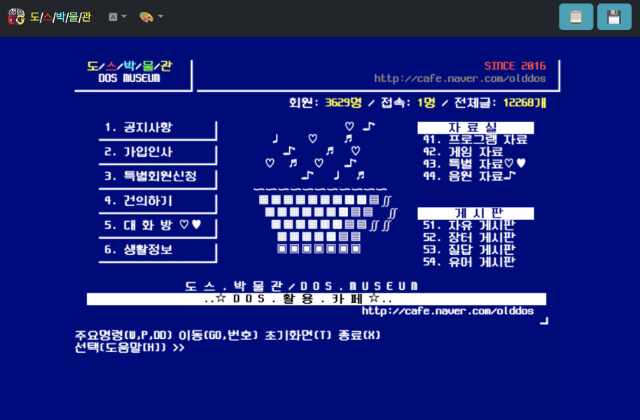 도/스/박/물/관
도/스/박/물/관
DOS MUSEUM
SINCE 2016
http://cafe.naver.com/olddos
회원: 3629명 / 접속: 1명 / 전체글: 12268개
1. 공지사항
2. 가입인사
3. 특별회원신청
4. 건의하기
5. 대 화 방 ♡♥
6. 생활정보
자 료 실
41. 프로그램 자료
42. 게임 자료
43. 특별 자료♡♥
44. 음원 자료♪
게 시 판
51. 자유 게시판
52. 장터 게시판
53. 질답 게시판
54. 유머 게시판
도 스 . 박 물 관 / D O S . M U S E U M
..☆ D O S . 활 용 . 카 페 ☆..
http://cafe.naver.com/olddos
주요명령(W,P,DD) 이동(GO,번호) 초기화면(T) 종료(X)
선택(도움말(H)) >>